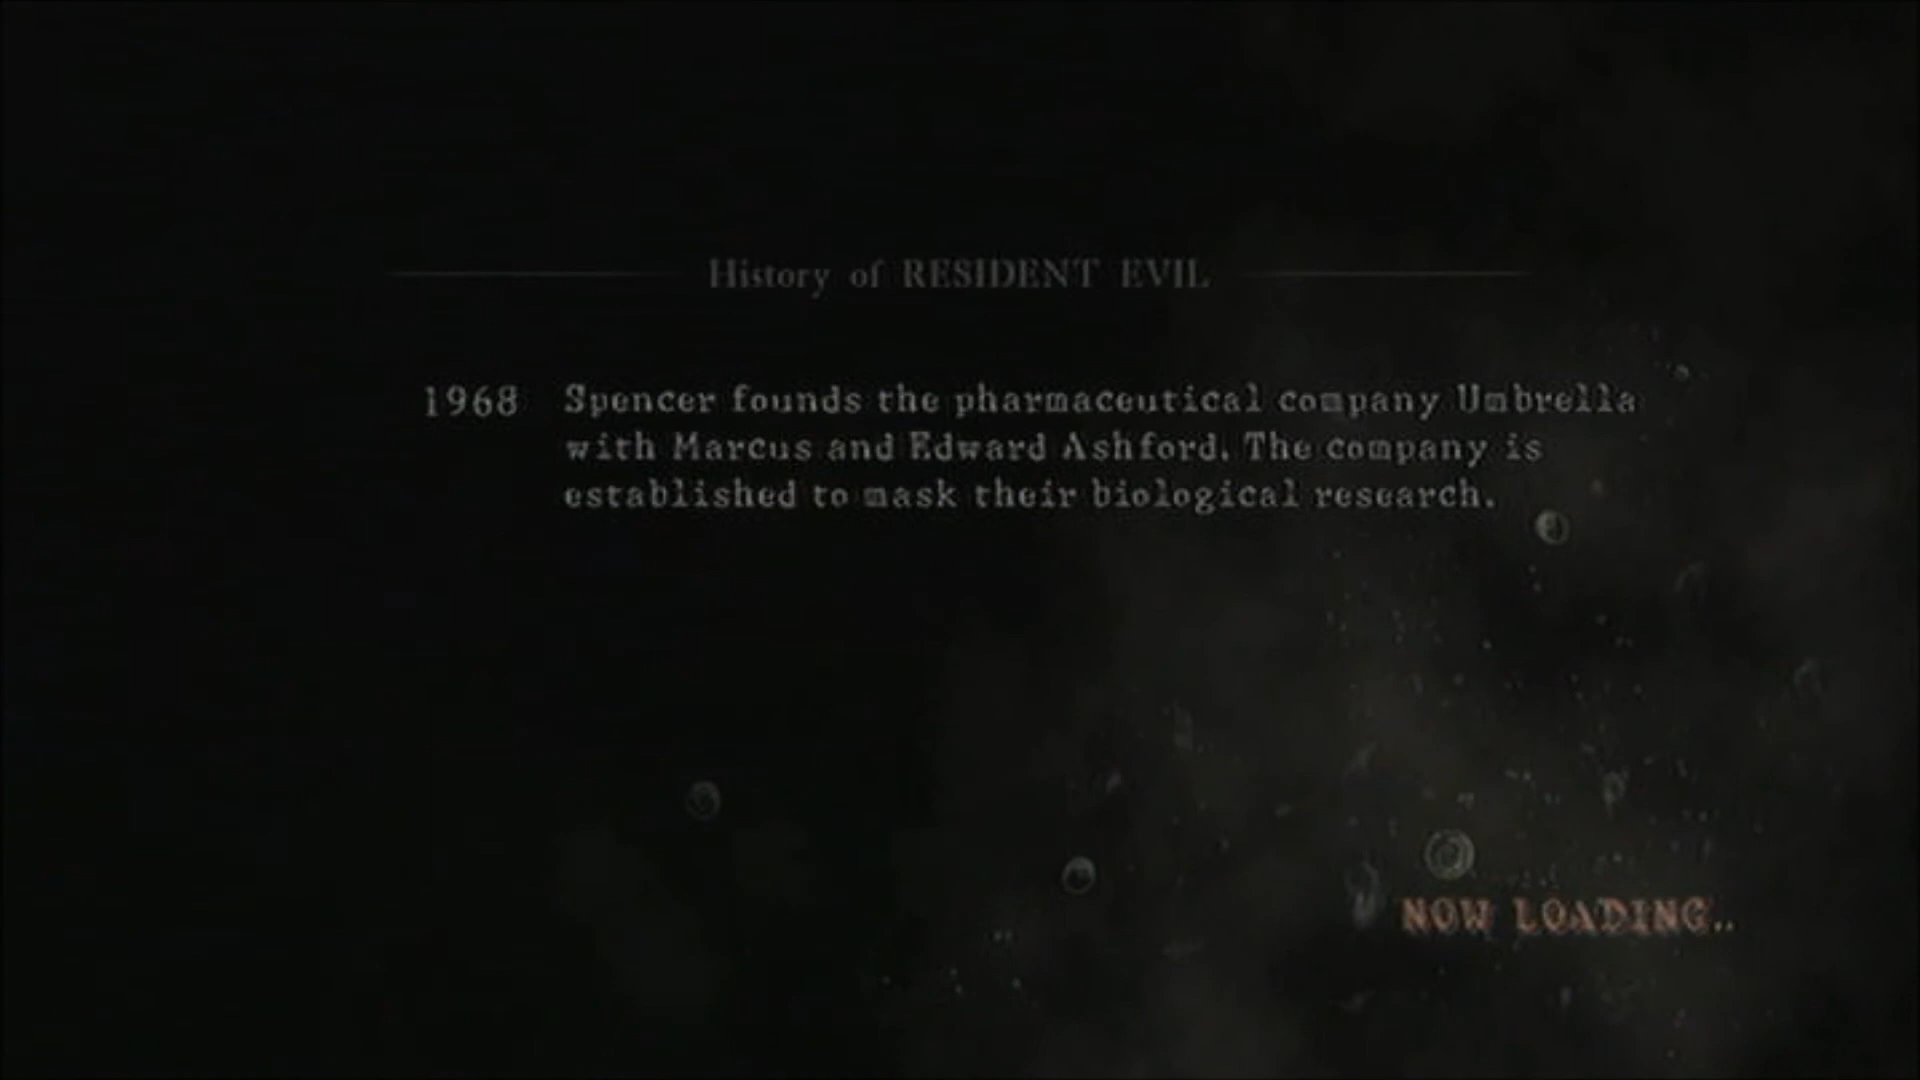 History of RESIDENT EVIL
1968 Spencer founds the pharmaceutical company Umbrella
with Marcus and Edward Ashford. The company is
established to mask their biological research.
NOW LOADING..